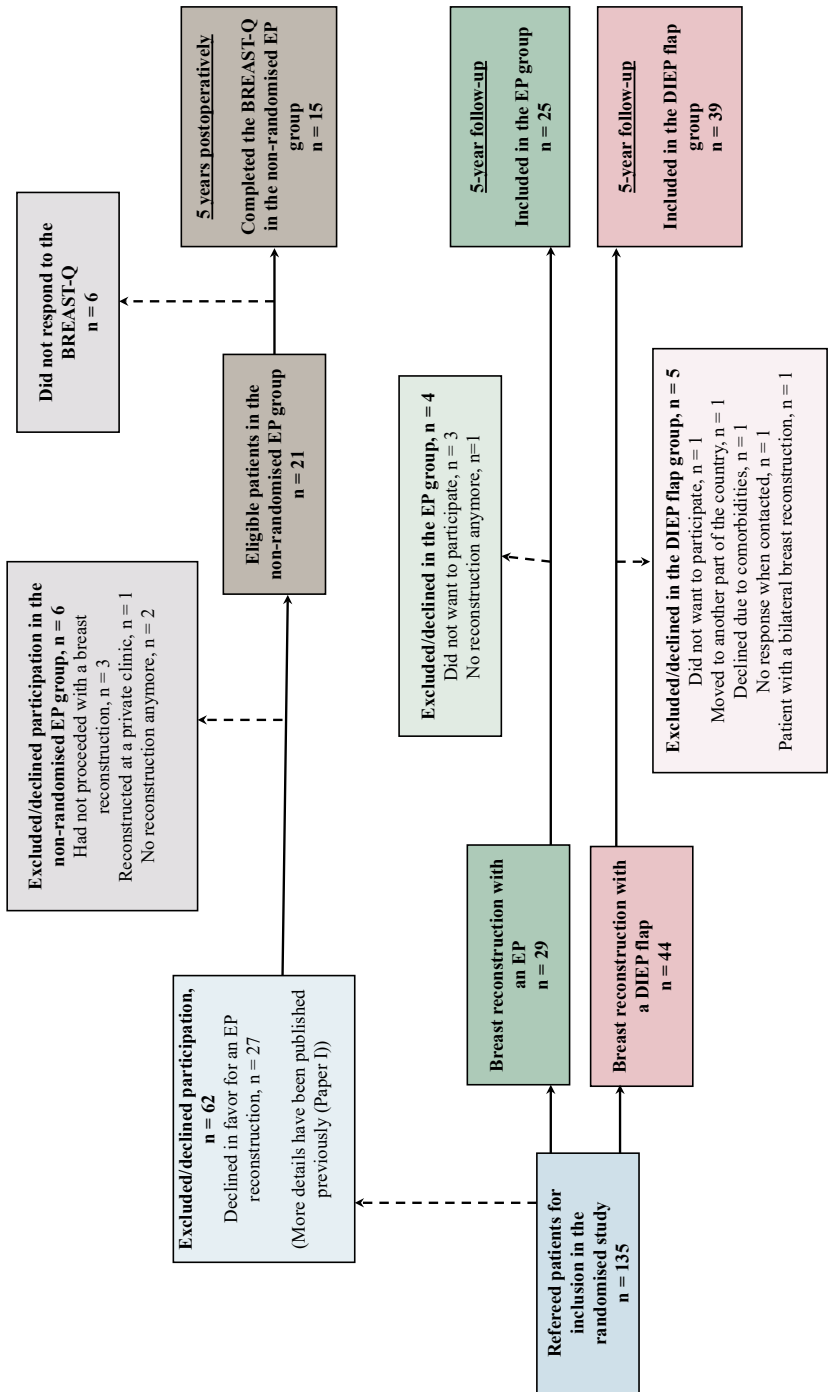 Refereed patients for
inclusion in the
randomised study
n = 135
Excluded/declined participation,
n = 62
Declined in favor for an EP
reconstruction, n = 27
(More details have been published
previously (Paper I))
Excluded/declined participation in the
non-randomised EP group, n = 6
Had not proceeded with a breast
reconstruction, n = 3
Reconstructed at a private clinic, n = 1
No reconstruction anymore, n = 2
Eligible patients in the
non-randomised EP group
n = 21
Did not respond to the
BREAST-Q
n = 6
5 years postoperatively
Completed the BREAST-Q
in the non-randomised EP
group
n = 15
Breast reconstruction with
an EP
n = 29
Excluded/declined in the EP group, n = 4
Did not want to participate, n = 3
No reconstruction anymore, n=1
5-year follow-up
Included in the EP group
n = 25
Breast reconstruction with
a DIEP flap
n = 44
Excluded/declined in the DIEP flap group, n = 5
Did not want to participate, n = 1
Moved to another part of the country, n = 1
Declined due to comorbidities, n = 1
No response when contacted, n = 1
Patient with a bilateral breast reconstruction, n = 1
5-year follow-up
Included in the DIEP flap
group
n = 39